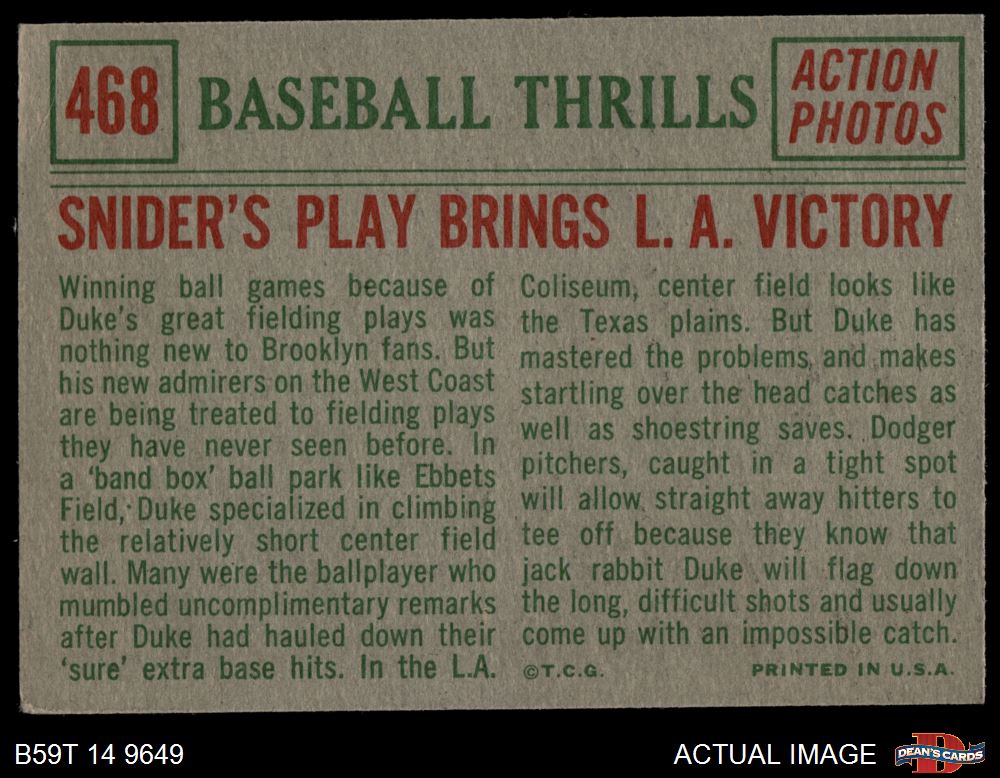 468
BASEBALL THRILLS
ACTION
PHOTOS
SNIDER'S PLAY BRINGS L. A. VICTORY
Winning ball games because of
Duke's great fielding plays was
nothing new to Brooklyn fans. But
his new admirers on the West Coast
are being treated to fielding plays
they have never seen before. In
a 'band box' ball park like Ebbets
Field, Duke specialized in climbing
the relatively short center field
wall. Many were the ballplayer who
mumbled uncomplimentary remarks
after Duke had hauled down their
'sure' extra base hits. In the L.A.
Coliseum, center field looks like
the Texas plains. But Duke has
mastered the problems, and makes
startling over the head catches as
well as shoestring saves. Dodger
pitchers, caught in a tight spot
will allow straight away hitters to
tee off because they know that
jack rabbit Duke will flag down
the long, difficult shots and usually
come up with an impossible catch.
©T.C.G. PRINTED IN U.S.A.
B59T 14 9649
ACTUAL IMAGE
DEAN'S CARDS